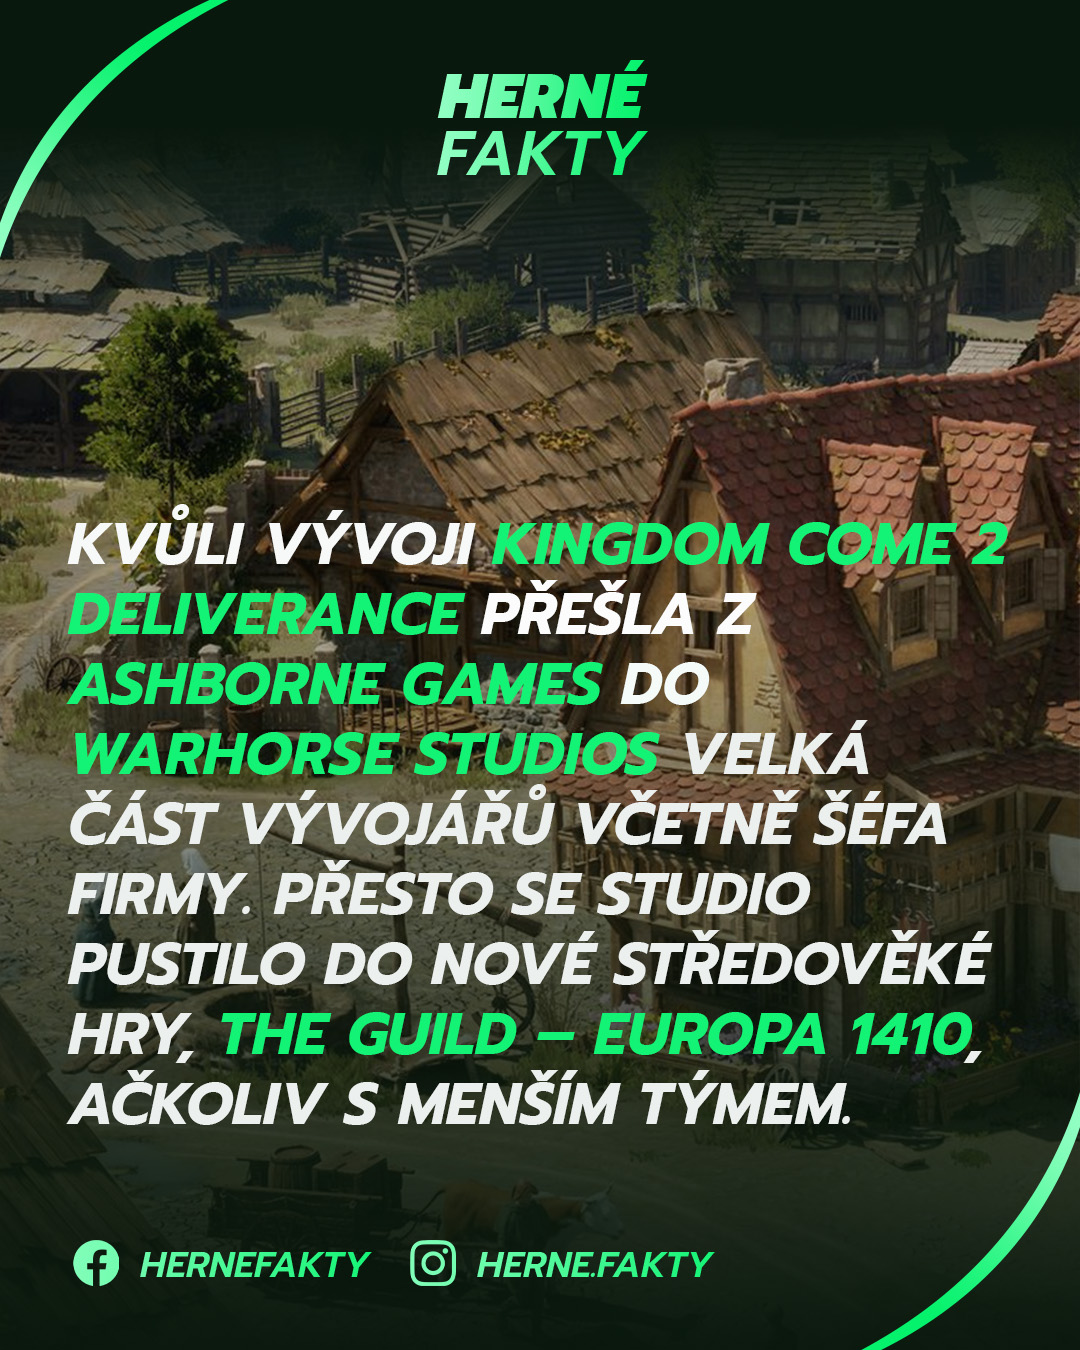 HERNÉ
FAKTY
KVŮLI VÝVOJI KINGDOM COME 2
DELIVERANCE PŘEŠLA Z
ASHBORNE GAMES DO
WARHORSE STUDIOS VELKÁ
ČÁST VÝVOJÁŘŮ VČETNĚ ŠÉFA
FIRMY. PŘESTO SE STUDIO
PUSTILO DO NOVÉ STŘEDOVĚKÉ
HRY, THE GUILD – EUROPA 1410,
AČKOLIV S MENŠÍM TÝMEM.
HERNEFAKTY HERNE.FAKTY